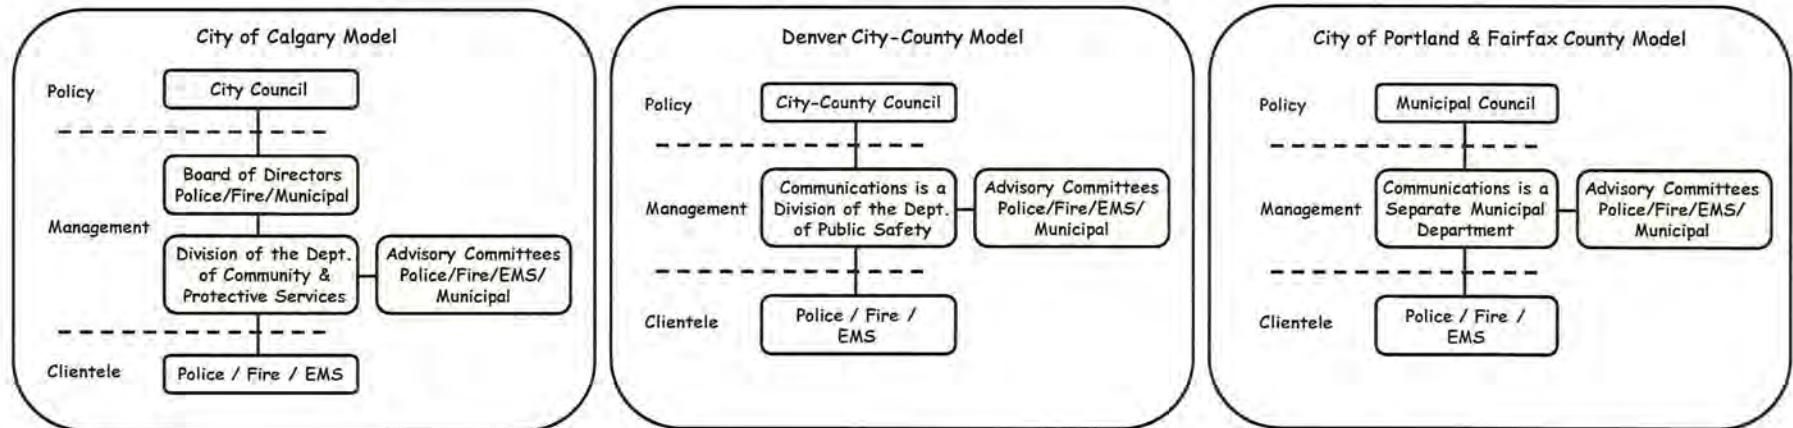 City of Calgary Model
Policy
City Council
Board of Directors
Police/Fire/Municipal
Management
Division of the Dept.
of Community &
Protective Services
Advisory Committees
Police/Fire/EMS/
Municipal
Clientele
Police / Fire / EMS
Denver City-County Model
Policy
City-County Council
Management
Communications is a
Division of the Dept.
of Public Safety
Advisory Committees
Police/Fire/EMS/
Municipal
Clientele
Police / Fire /
EMS
City of Portland & Fairfax County Model
Policy
Municipal Council
Management
Communications is a
Separate Municipal
Department
Advisory Committees
Police/Fire/EMS/
Municipal
Clientele
Police / Fire /
EMS